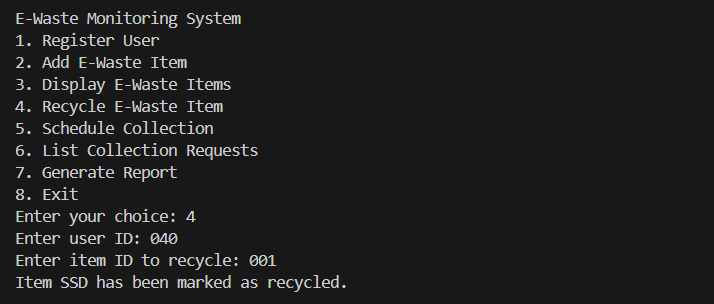 E-Waste Monitoring System
1. Register User
2. Add E-Waste Item
3. Display E-Waste Items
4. Recycle E-Waste Item
5. Schedule Collection
6. List Collection Requests
7. Generate Report
8. Exit
Enter your choice: 4
Enter user ID: 040
Enter item ID to recycle: 001
Item SSD has been marked as recycled.